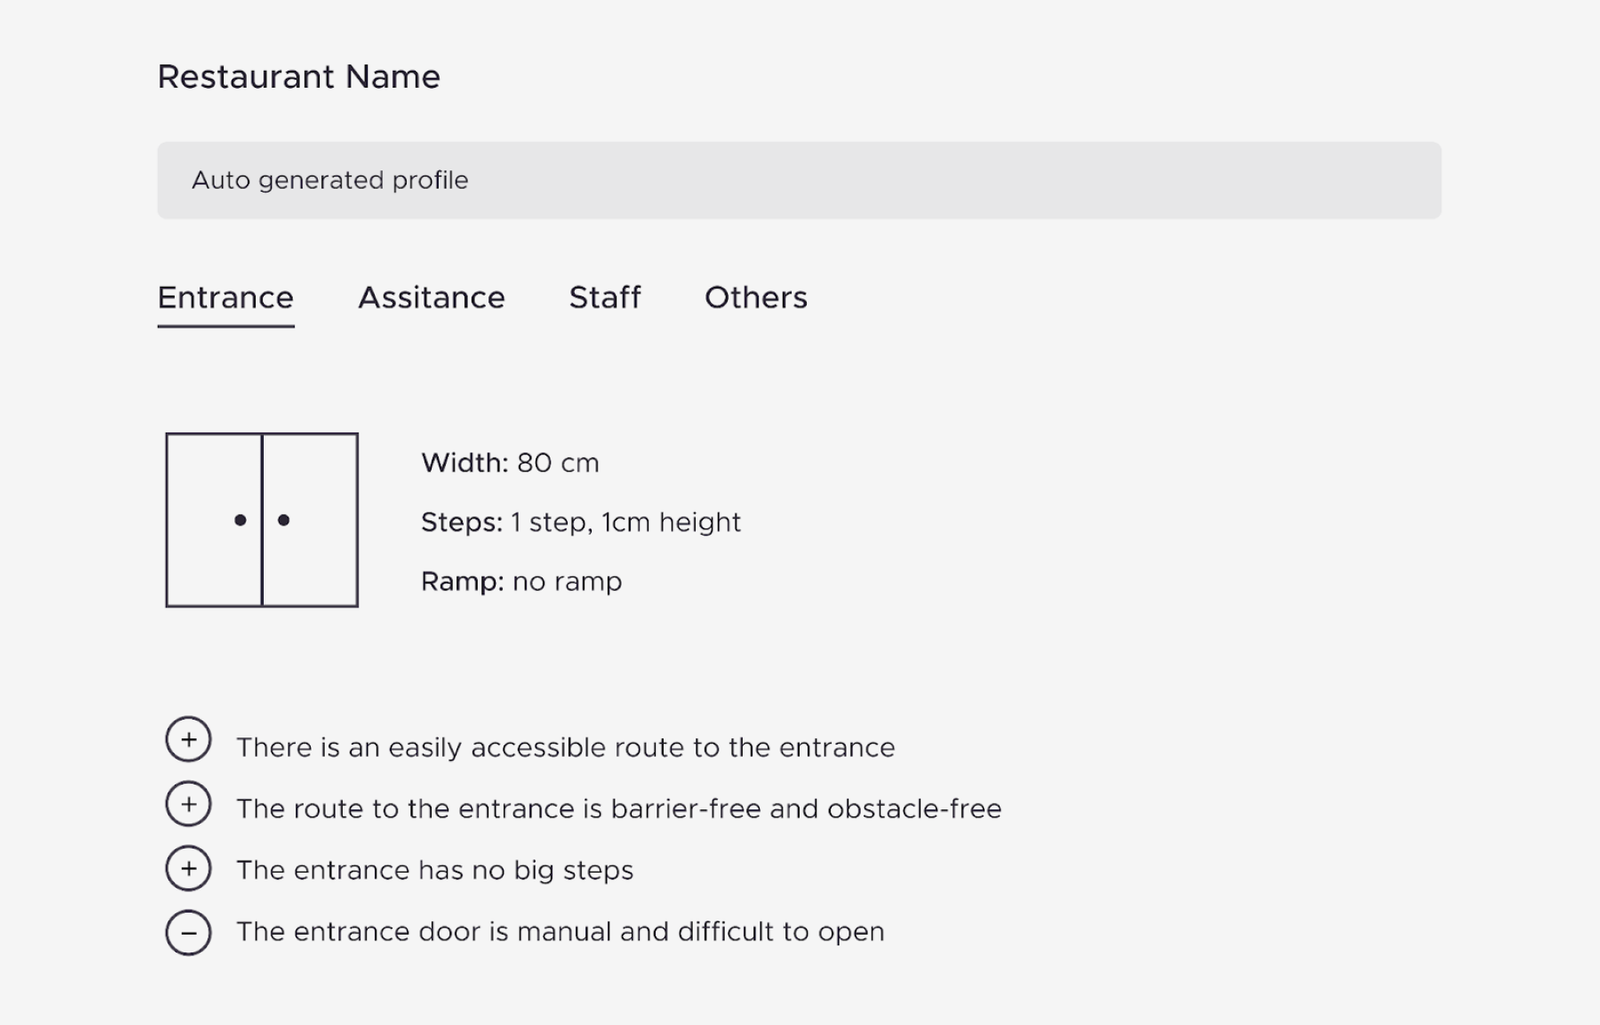 Restaurant Name
Auto generated profile
Entrance Assitance Staff Others
Width: 80 cm
Steps: 1 step, 1cm height
Ramp: no ramp
+ There is an easily accessible route to the entrance
+ The route to the entrance is barrier-free and obstacle-free
+ The entrance has no big steps
− The entrance door is manual and difficult to open